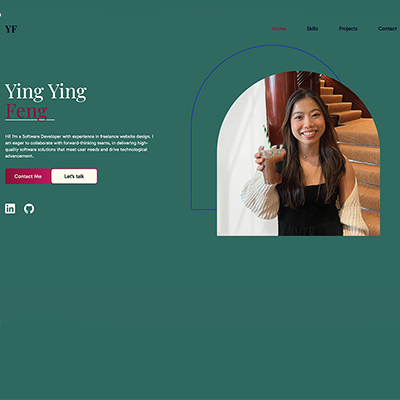 YF
Home Skills Projects Contact
Ying Ying
Feng
Hi! I'm a Software Developer with experience in freelance website design. I
am eager to collaborate with forward-thinking teams, in delivering high-
quality software solutions that meet user needs and drive technological
advancement.
Contact Me Let's talk